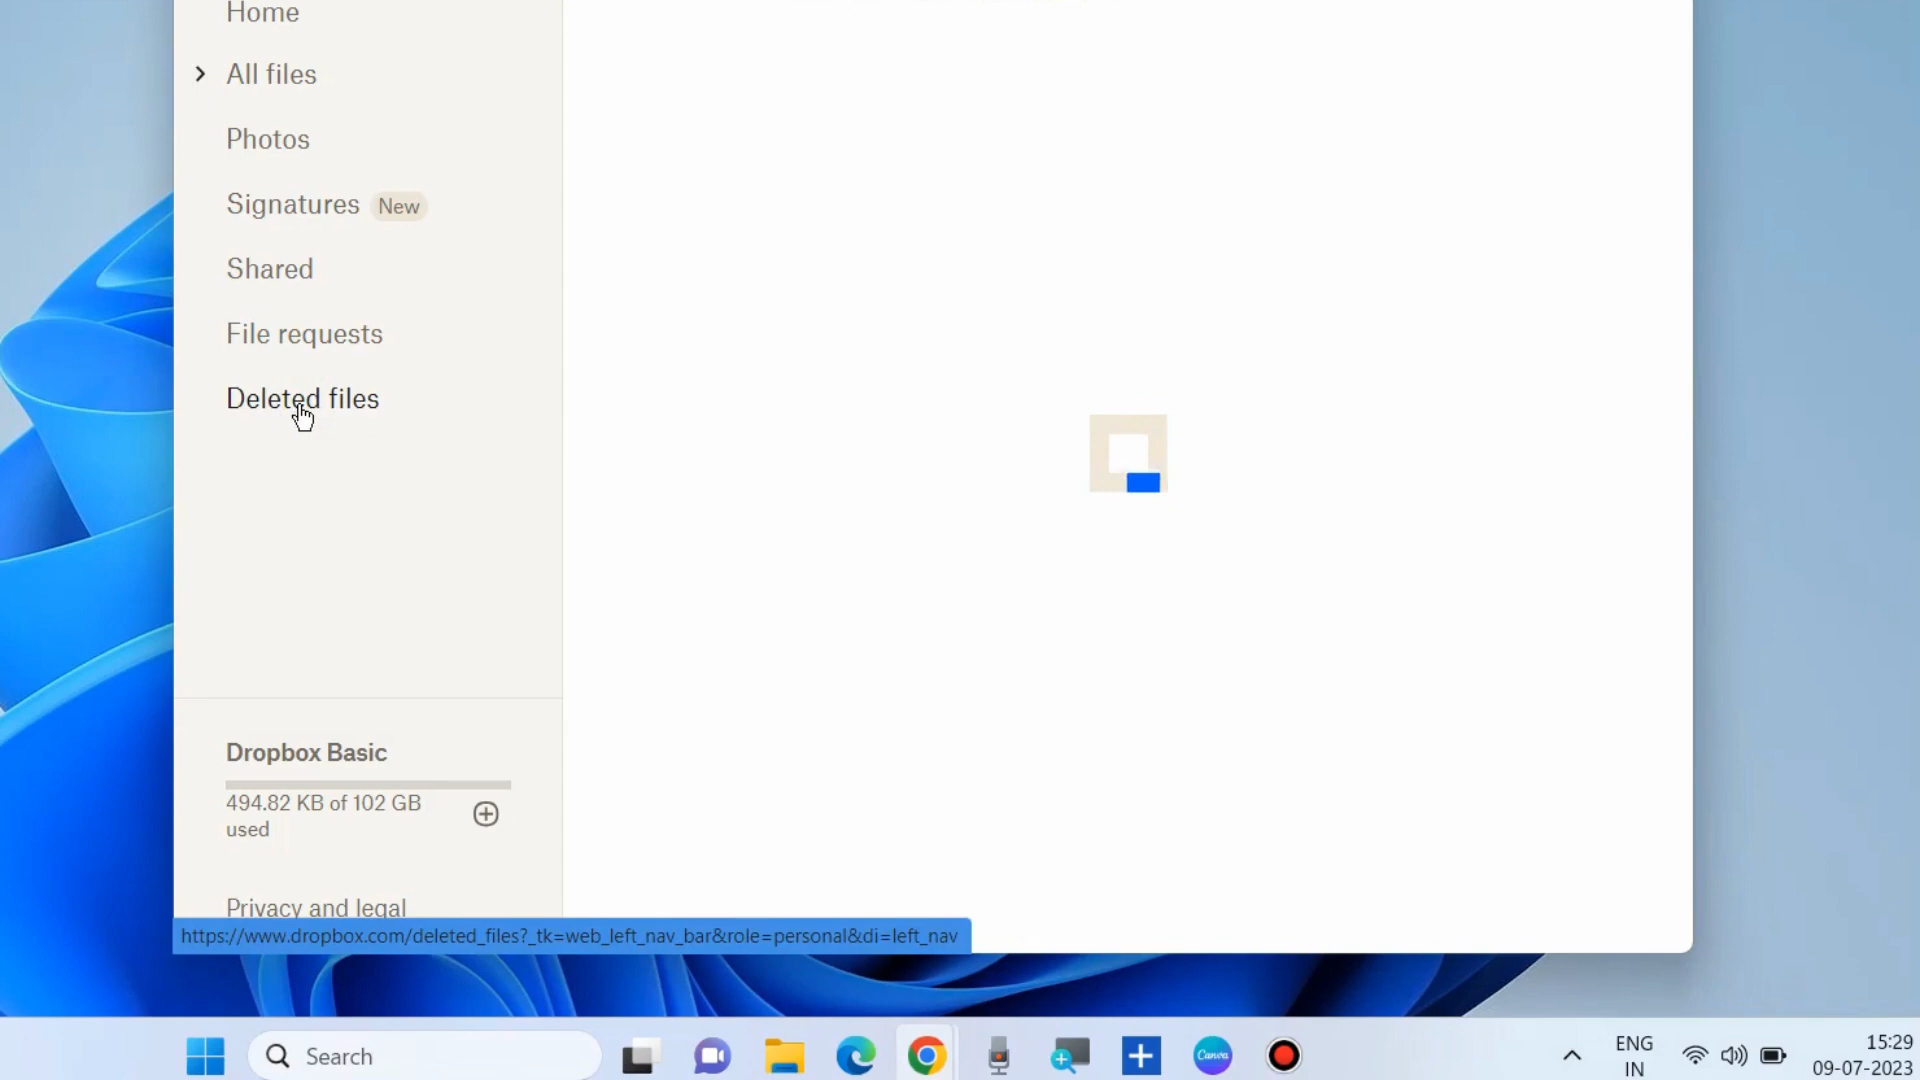 Home
All files
Photos
Signatures New
Shared
File requests
Deleted files
Dropbox Basic
494.82 KB of 102 GB
used
Privacy and legal
https://www.dropbox.com/deleted_files?_tk=web_left_nav_bar&role=personal&di=left_nav
Search
Canva
ENG
IN
15:29
09-07-2023